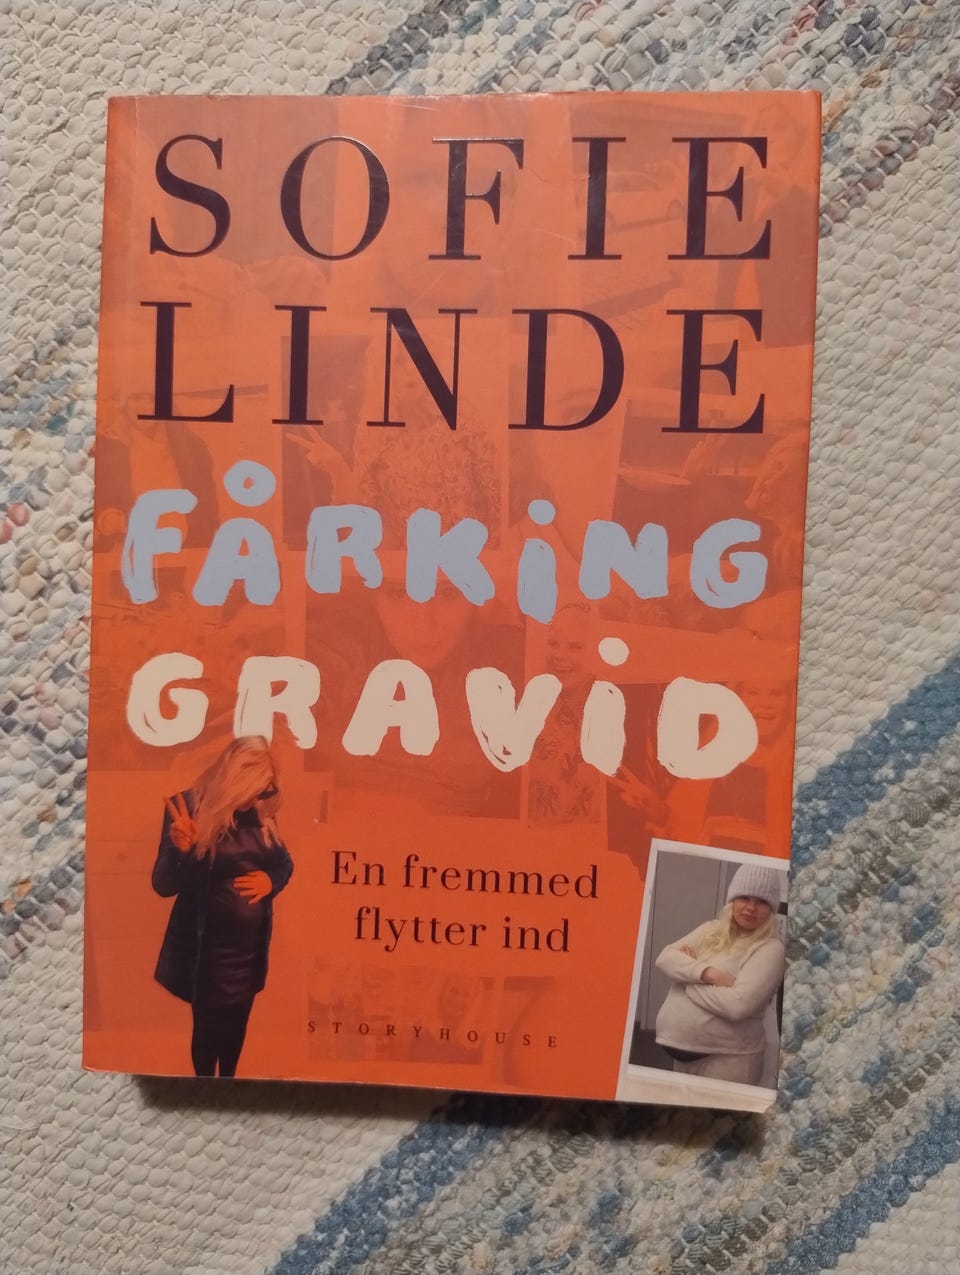 SOFIE
LINDE
FÅRKiNG
GRAViD
En fremmed
flytter ind
STORYHOUSE